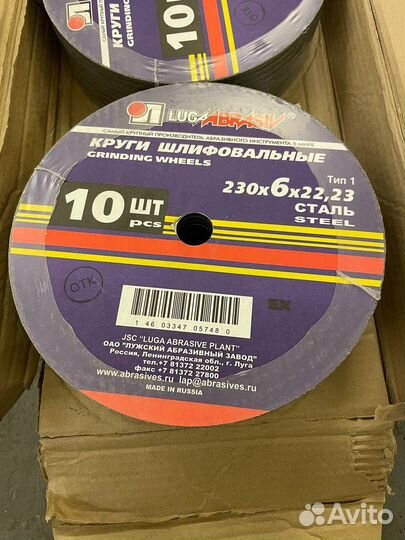 КРУГИ
GRINDING
10
ОТК
LUGAABRASIV
САМЫЙ КРУПНЫЙ ПРОИЗВОДИТЕЛЬ АБРАЗИВНОГО ИНСТРУМЕНТА В МИРЕ
КРУГИ ШЛИФОВАЛЬНЫЕ
GRINDING WHEELS
Тип 1
230х6х22,23
СТАЛЬ
STEEL
10 ШТ
pcs
ОТК
EX
1 46 03347 05748 0
JSC "LUGA ABRASIVE PLANT"
ОАО "ЛУЖСКИЙ АБРАЗИВНЫЙ ЗАВОД"
Россия, Ленинградская обл., г. Луга
тел.+7 81372 22002
факс +7 81372 27800
www.abrasives.ru lap@abrasives.ru
MADE IN RUSSIA
Avito